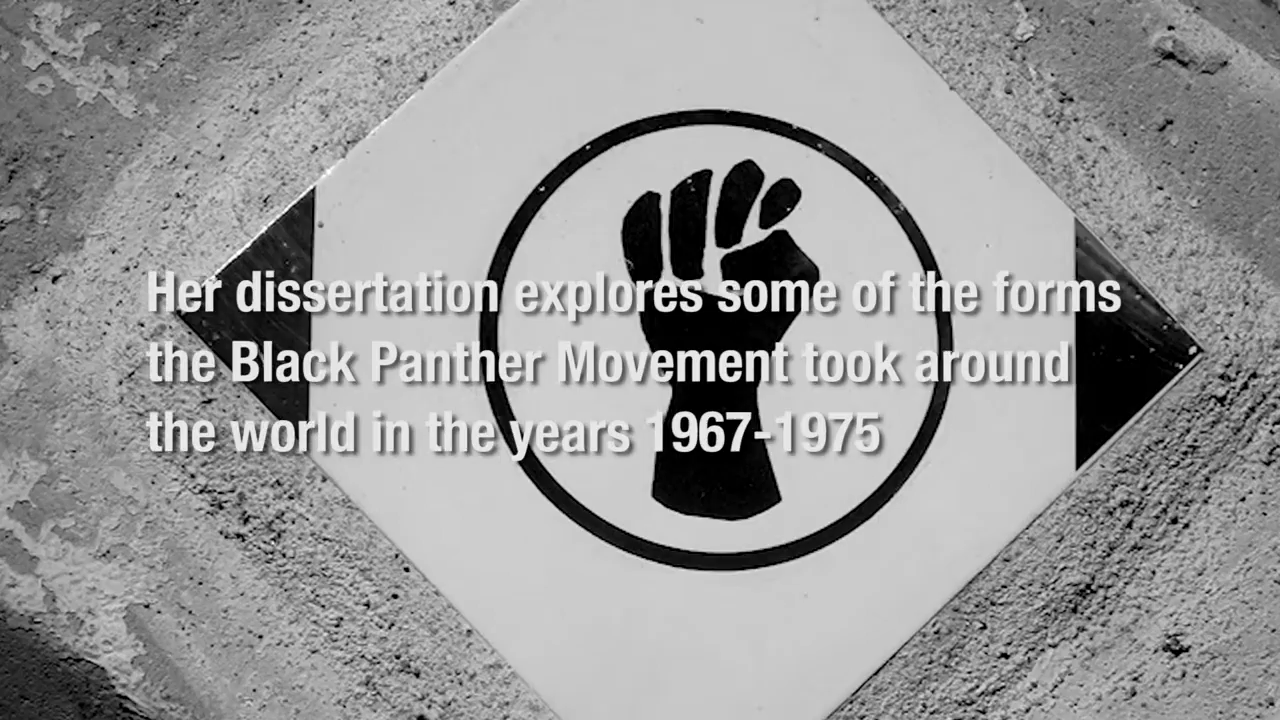 Her dissertation explores some of the forms
the Black Panther Movement took around
the world in the years 1967-1975